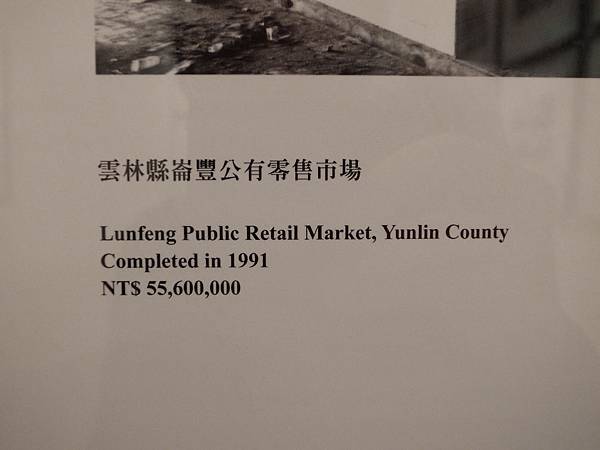 雲林縣崙豐公有零售市場
Lunfeng Public Retail Market, Yunlin County
Completed in 1991
NT$ 55,600,000